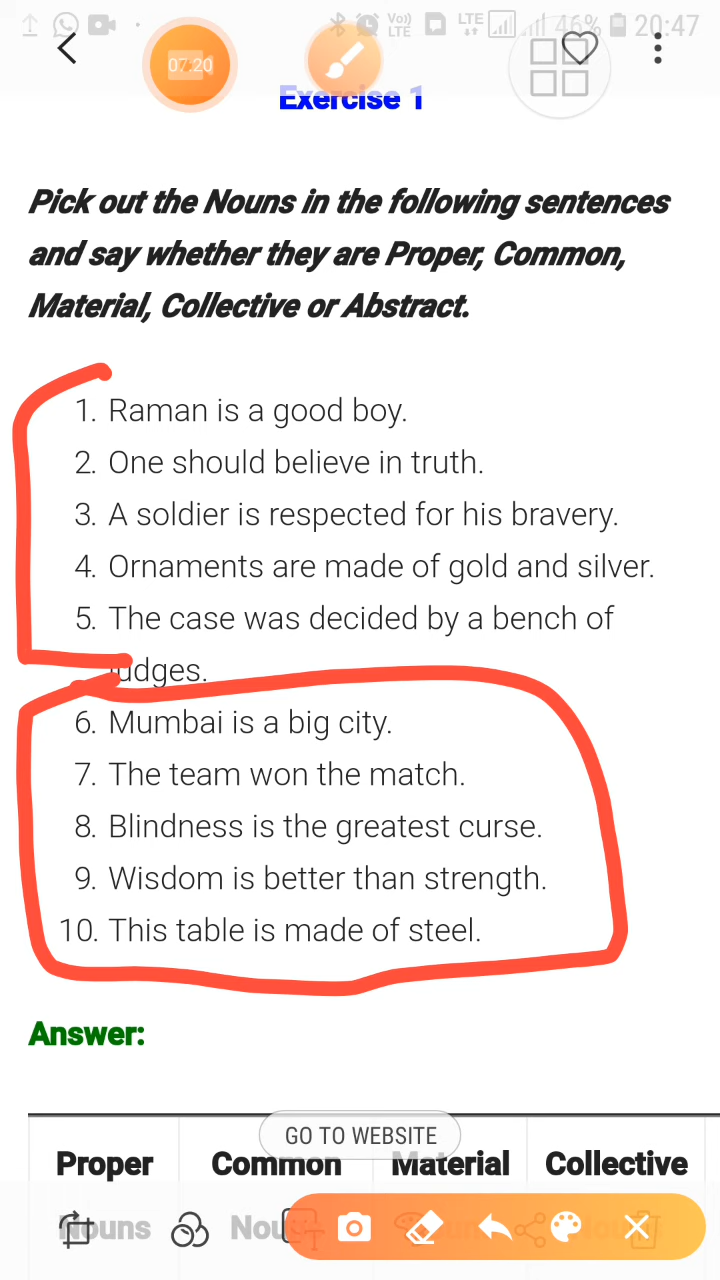 Vo))
LTE
LTE
46%
20:47
07:20
Exercise 1
Pick out the Nouns in the following sentences
and say whether they are Proper, Common,
Material, Collective or Abstract.
1. Raman is a good boy.
2. One should believe in truth.
3. A soldier is respected for his bravery.
4. Ornaments are made of gold and silver.
5. The case was decided by a bench of
judges.
6. Mumbai is a big city.
7. The team won the match.
8. Blindness is the greatest curse.
9. Wisdom is better than strength.
10. This table is made of steel.
Answer:
GO TO WEBSITE
Proper Common Material Collective
Nouns